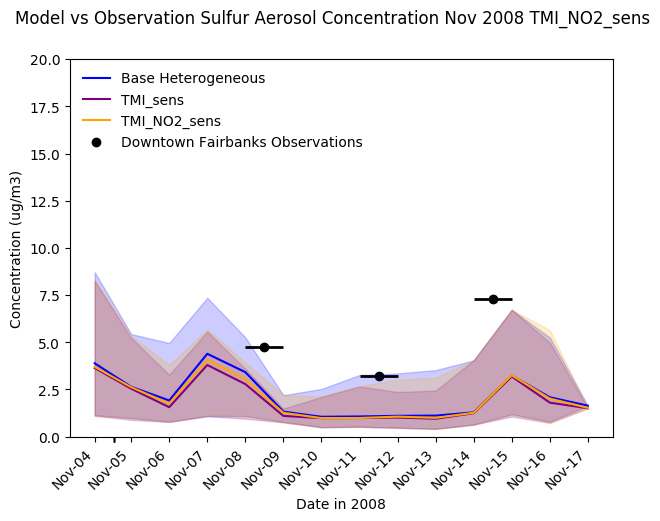 Model vs Observation Sulfur Aerosol Concentration Nov 2008 TMI_NO2_sens
20.0
17.5
15.0
12.5
10.0
7.5
5.0
2.5
0.0
Concentration (ug/m3)
Base Heterogeneous
TMI_sens
TMI_NO2_sens
Downtown Fairbanks Observations
Nov-04
Nov-05
Nov-06
Nov-07
Nov-08
Nov-09
Nov-10
Nov-11
Nov-12
Nov-13
Nov-14
Nov-15
Nov-16
Nov-17
Date in 2008